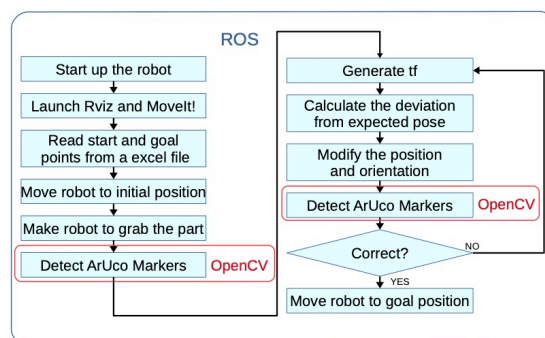 ROS
Start up the robot
Launch Rviz and MoveIt!
Read start and goal
points from a excel file
Move robot to initial position
Make robot to grab the part
Detect ArUco Markers
OpenCV
Generate tf
Calculate the deviation
from expected pose
Modify the position
and orientation
Detect ArUco Markers
OpenCV
Correct?
NO
YES
Move robot to goal position